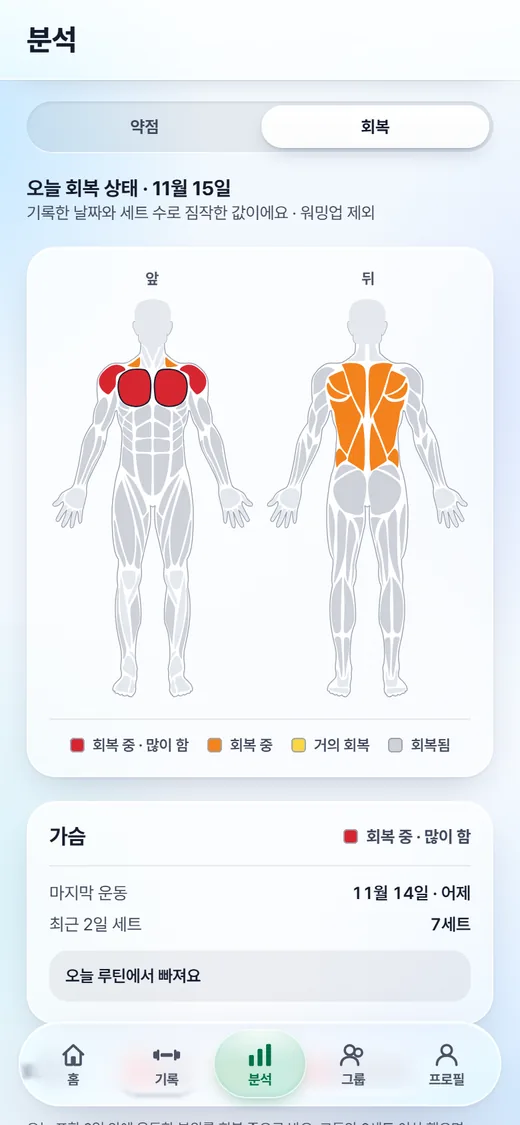 분석
약점 회복
오늘 회복 상태 · 11월 15일
기록한 날짜와 세트 수로 짐작한 값이에요 · 워밍업 제외
앞 뒤
회복 중 · 많이 함 회복 중 거의 회복 회복됨
가슴 회복 중 · 많이 함
마지막 운동 11월 14일 · 어제
최근 2일 세트 7세트
오늘 루틴에서 빠져요
홈 기록 분석 그룹 프로필